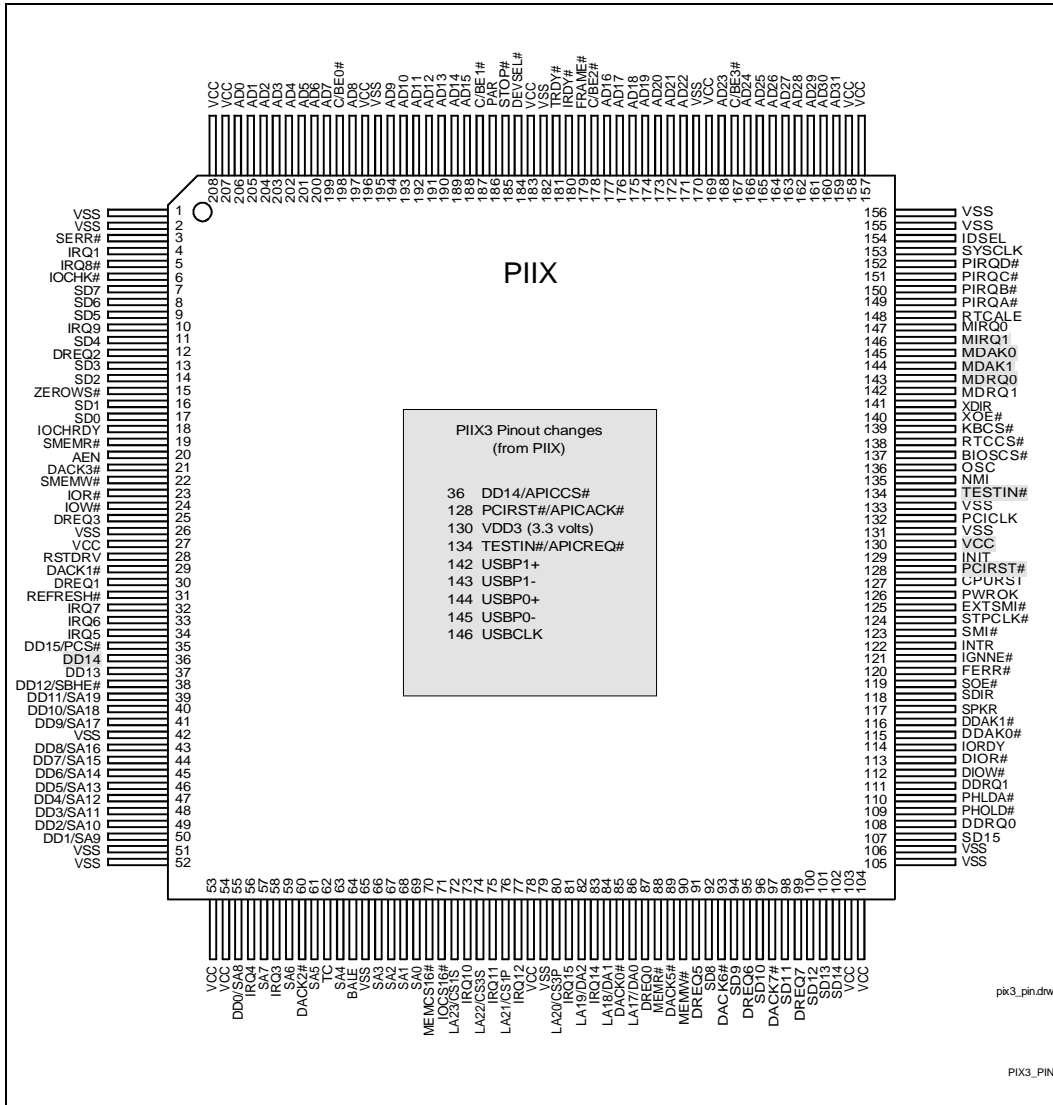 VCC 208
VCC 207
AD0 206
AD1 205
AD2 204
AD3 203
AD4 202
AD5 201
AD6 200
AD7 199
C/BE0# 198
AD8 197
VCC 196
VSS 195
AD9 194
AD10 193
AD11 192
AD12 191
AD13 190
AD14 189
AD15 188
C/BE1# 187
PAR 186
STOP# 185
DEVSEL# 184
VCC 183
VSS 182
TRDY# 181
IRDY# 180
FRAME# 179
C/BE2# 178
AD16 177
AD17 176
AD18 175
AD19 174
AD20 173
AD21 172
AD22 171
VSS 170
VCC 169
AD23 168
C/BE3# 167
AD24 166
AD25 165
AD26 164
AD27 163
AD28 162
AD29 161
AD30 160
AD31 159
VCC 158
VCC 157
VSS 1
VSS 2
SERR# 3
IRQ1 4
IRQ8# 5
IOCHK# 6
SD7 7
SD6 8
SD5 9
IRQ9 10
SD4 11
DREQ2 12
SD3 13
SD2 14
ZEROWS# 15
SD1 16
SD0 17
IOCHRDY 18
SMEMR# 19
AEN 20
DACK3# 21
SMEMW# 22
IOR# 23
IOW# 24
DREQ3 25
VSS 26
VCC 27
RSTDRV 28
DACK1# 29
DREQ1 30
REFRESH# 31
IRQ7 32
IRQ6 33
IRQ5 34
DD15/PCS# 35
DD14 36
DD13 37
DD12/SBHE# 38
DD11/SA19 39
DD10/SA18 40
DD9/SA17 41
VSS 42
DD8/SA16 43
DD7/SA15 44
DD6/SA14 45
DD5/SA13 46
DD4/SA12 47
DD3/SA11 48
DD2/SA10 49
DD1/SA9 50
VSS 51
VSS 52
PIIX
PIIX3 Pinout changes
(from PIIX)
36 DD14/APICCS#
128 PCIRST#/APICACK#
130 VDD3 (3.3 volts)
134 TESTIN#/APICREQ#
142 USBP1+
143 USBP1-
144 USBP0+
145 USBP0-
146 USBCLK
156 VSS
155 VSS
154 IDSEL
153 SYSCLK
152 PIRQD#
151 PIRQC#
150 PIRQB#
149 PIRQA#
148 RTCALE
147 MIRQ0
146 MIRQ1
145 MDAK0
144 MDAK1
143 MDRQ0
142 MDRQ1
141 XDIR
140 XOE#
139 KBCS#
138 RTCCS#
137 BIOSCS#
136 OSC
135 NMI
134 TESTIN#
133 VSS
132 PCICLK
131 VSS
130 VCC
129 INIT
128 PCIRST#
127 CPURST
126 PWROK
125 EXTSMI#
124 STPCLK#
123 SMI#
122 INTR
121 IGNNE#
120 FERR#
119 SOE#
118 SDIR
117 SPKR
116 DDAK1#
115 DDAK0#
114 IORDY
113 DIOR#
112 DIOW#
111 DDRQ1
110 PHLDA#
109 PHOLD#
108 DDRQ0
107 SD15
106 VSS
105 VSS
53 VCC
54 VCC
55 DD0/SA8
56 IRQ4
57 SA7
58 IRQ3
59 SA6
60 DACK2#
61 SA5
62 TC
63 SA4
64 BALE
65 VSS
66 SA3
67 SA2
68 SA1
69 SA0
70 MEMCS16#
71 IOCS16#
72 LA23/CS1S
73 IRQ10
74 LA22/CS3S
75 IRQ11
76 LA21/CS1P
77 IRQ12
78 VCC
79 VSS
80 LA20/CS3P
81 IRQ15
82 LA19/DA2
83 IRQ14
84 LA18/DA1
85 DACK0#
86 LA17/DA0
87 DREQ0
88 MEMR#
89 DACK5#
90 MEMW#
91 DREQ5
92 SD8
93 DACK6#
94 SD9
95 DREQ6
96 SD10
97 DACK7#
98 SD11
99 DREQ7
100 SD12
101 SD13
102 SD14
103 VCC
104 VCC
pix3_pin.drw
PIX3_PIN